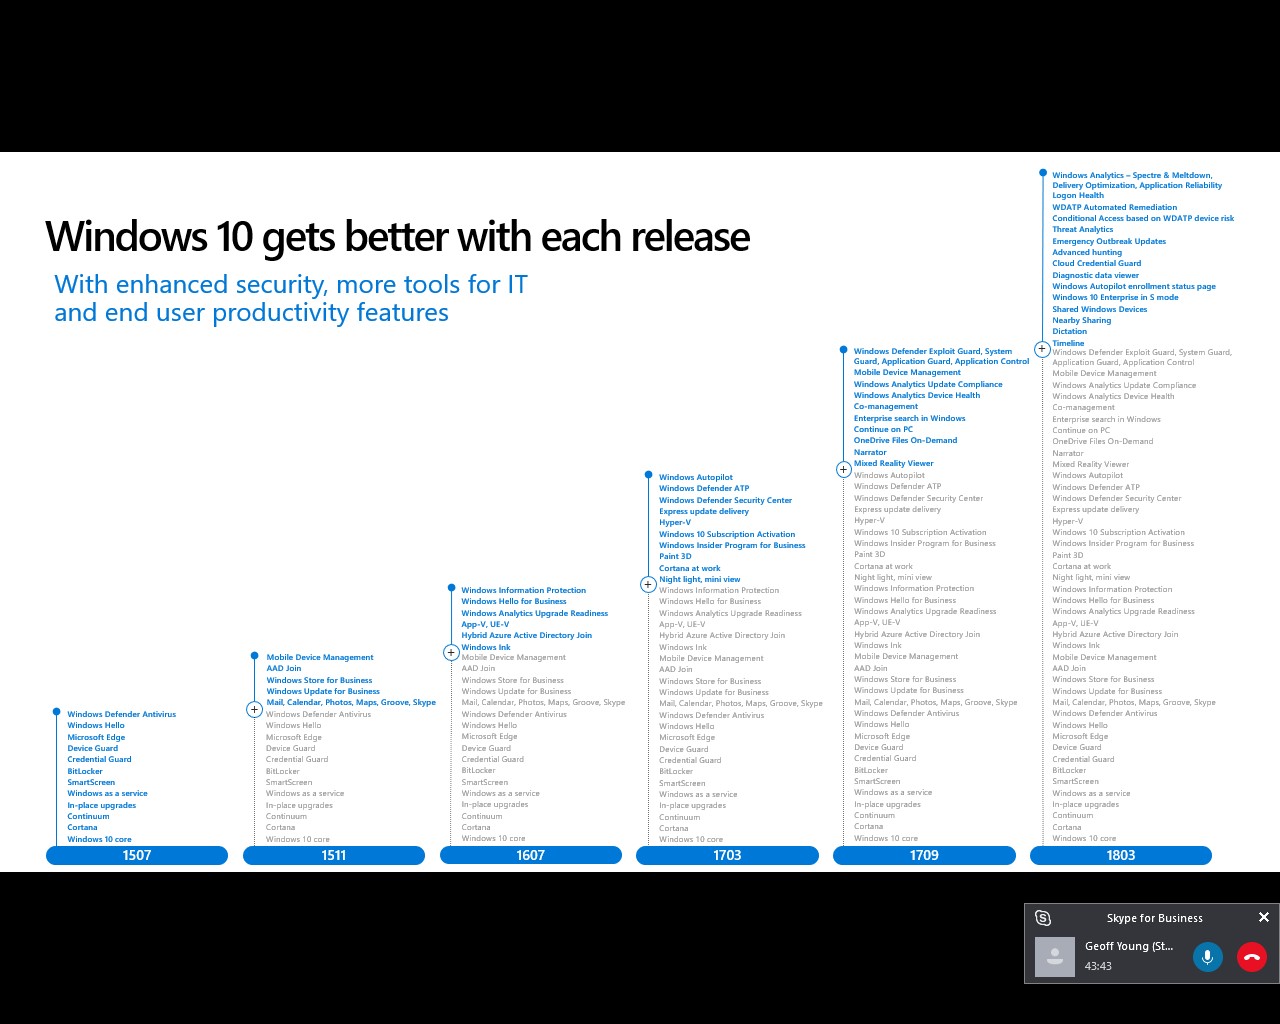 Windows 10 gets better with each release
With enhanced security, more tools for IT
and end user productivity features
Windows Defender Antivirus
Windows Hello
Microsoft Edge
Device Guard
Credential Guard
BitLocker
SmartScreen
Windows as a service
In-place upgrades
Continuum
Cortana
Windows 10 core
1507
Mobile Device Management
AAD Join
Windows Store for Business
Windows Update for Business
Mail, Calendar, Photos, Maps, Groove, Skype
+
Windows Defender Antivirus
Windows Hello
Microsoft Edge
Device Guard
Credential Guard
BitLocker
SmartScreen
Windows as a service
In-place upgrades
Continuum
Cortana
Windows 10 core
1511
Windows Information Protection
Windows Hello for Business
Windows Analytics Upgrade Readiness
App-V, UE-V
Hybrid Azure Active Directory Join
Windows Ink
+
Mobile Device Management
AAD Join
Windows Store for Business
Windows Update for Business
Mail, Calendar, Photos, Maps, Groove, Skype
Windows Defender Antivirus
Windows Hello
Microsoft Edge
Device Guard
Credential Guard
BitLocker
SmartScreen
Windows as a service
In-place upgrades
Continuum
Cortana
Windows 10 core
1607
Windows Autopilot
Windows Defender ATP
Windows Defender Security Center
Express update delivery
Hyper-V
Windows 10 Subscription Activation
Windows Insider Program for Business
Paint 3D
Cortana at work
Night light, mini view
+
Windows Information Protection
Windows Hello for Business
Windows Analytics Upgrade Readiness
App-V, UE-V
Hybrid Azure Active Directory Join
Windows Ink
Mobile Device Management
AAD Join
Windows Store for Business
Windows Update for Business
Mail, Calendar, Photos, Maps, Groove, Skype
Windows Defender Antivirus
Windows Hello
Microsoft Edge
Device Guard
Credential Guard
BitLocker
SmartScreen
Windows as a service
In-place upgrades
Continuum
Cortana
Windows 10 core
1703
Windows Defender Exploit Guard, System
Guard, Application Guard, Application Control
Mobile Device Management
Windows Analytics Update Compliance
Windows Analytics Device Health
Co-management
Enterprise search in Windows
Continue on PC
OneDrive Files On-Demand
Narrator
Mixed Reality Viewer
+
Windows Autopilot
Windows Defender ATP
Windows Defender Security Center
Express update delivery
Hyper-V
Windows 10 Subscription Activation
Windows Insider Program for Business
Paint 3D
Cortana at work
Night light, mini view
Windows Information Protection
Windows Hello for Business
Windows Analytics Upgrade Readiness
App-V, UE-V
Hybrid Azure Active Directory Join
Windows Ink
Mobile Device Management
AAD Join
Windows Store for Business
Windows Update for Business
Mail, Calendar, Photos, Maps, Groove, Skype
Windows Defender Antivirus
Windows Hello
Microsoft Edge
Device Guard
Credential Guard
BitLocker
SmartScreen
Windows as a service
In-place upgrades
Continuum
Cortana
Windows 10 core
1709
Windows Analytics – Spectre & Meltdown,
Delivery Optimization, Application Reliability
Logon Health
WDATP Automated Remediation
Conditional Access based on WDATP device risk
Threat Analytics
Emergency Outbreak Updates
Advanced hunting
Cloud Credential Guard
Diagnostic data viewer
Windows Autopilot enrollment status page
Windows 10 Enterprise in S mode
Shared Windows Devices
Nearby Sharing
Dictation
Timeline
+
Windows Defender Exploit Guard, System Guard,
Application Guard, Application Control
Mobile Device Management
Windows Analytics Update Compliance
Windows Analytics Device Health
Co-management
Enterprise search in Windows
Continue on PC
OneDrive Files On-Demand
Narrator
Mixed Reality Viewer
Windows Autopilot
Windows Defender ATP
Windows Defender Security Center
Express update delivery
Hyper-V
Windows 10 Subscription Activation
Windows Insider Program for Business
Paint 3D
Cortana at work
Night light, mini view
Windows Information Protection
Windows Hello for Business
Windows Analytics Upgrade Readiness
App-V, UE-V
Hybrid Azure Active Directory Join
Windows Ink
Mobile Device Management
AAD Join
Windows Store for Business
Windows Update for Business
Mail, Calendar, Photos, Maps, Groove, Skype
Windows Defender Antivirus
Windows Hello
Microsoft Edge
Device Guard
Credential Guard
BitLocker
SmartScreen
Windows as a service
In-place upgrades
Continuum
Cortana
Windows 10 core
1803
Skype for Business
Geoff Young (St...
43:43